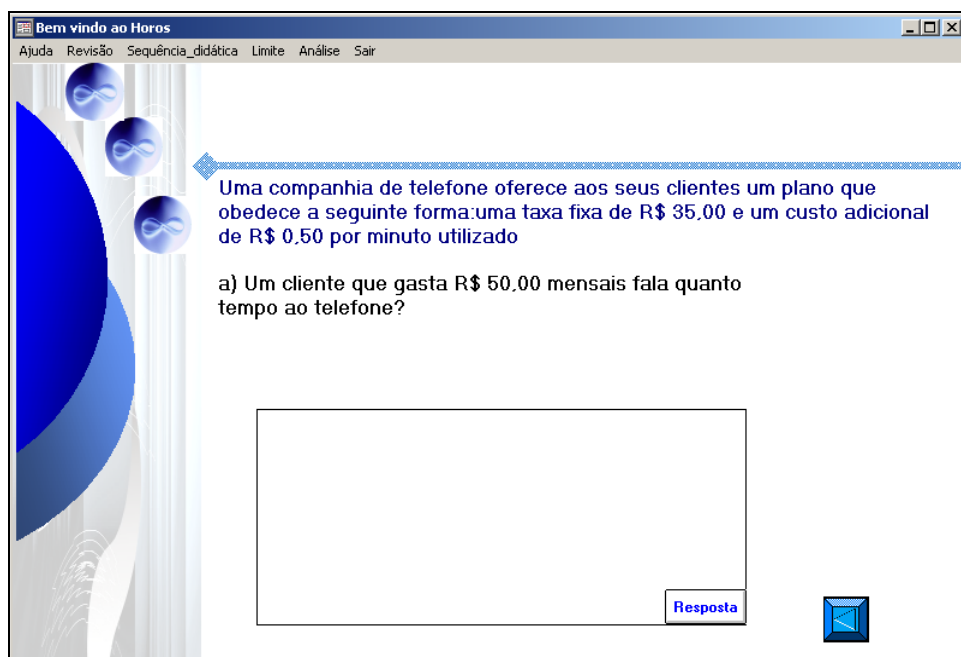 Bem vindo ao Horos
Ajuda Revisão Sequência_didática Limite Análise Sair
Uma companhia de telefone oferece aos seus clientes um plano que
obedece a seguinte forma:uma taxa fixa de R$ 35,00 e um custo adicional
de R$ 0,50 por minuto utilizado
a) Um cliente que gasta R$ 50,00 mensais fala quanto
tempo ao telefone?
Resposta